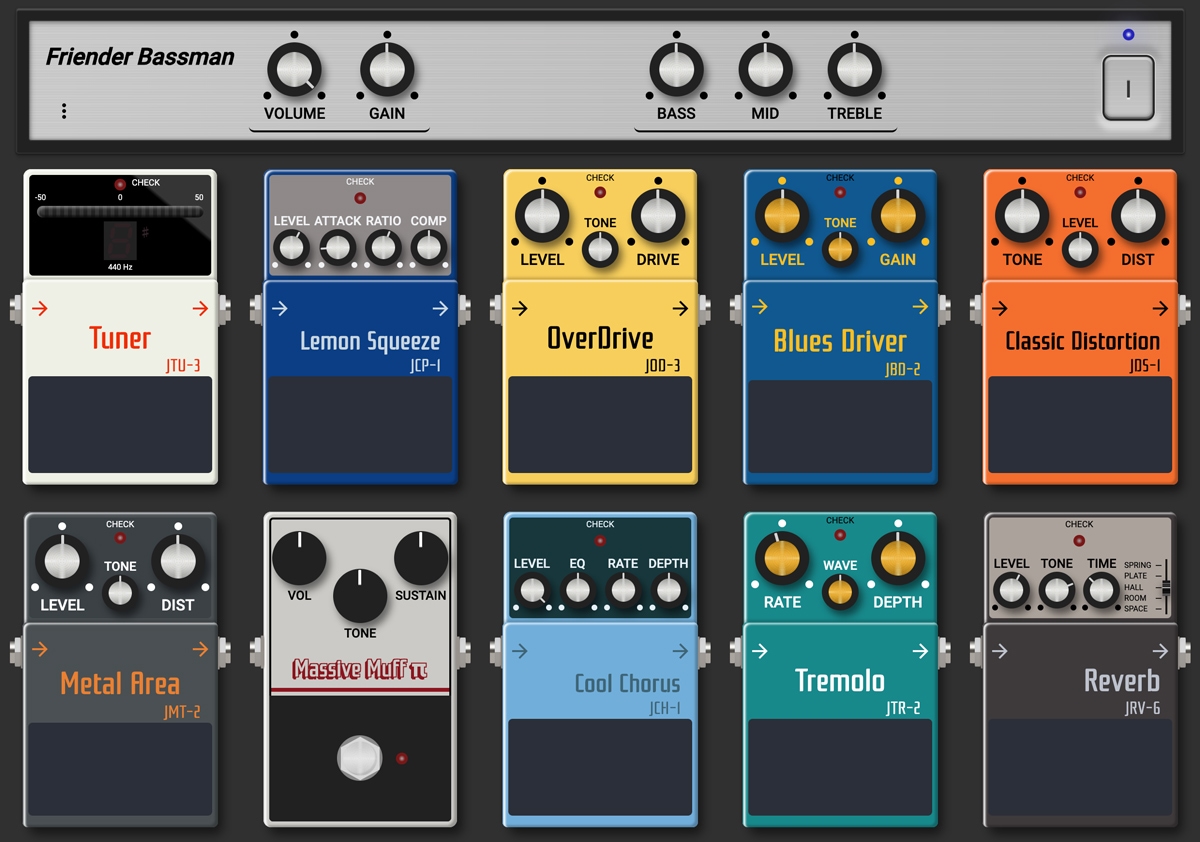 Friender Bassman
VOLUME GAIN BASS MID TREBLE
CHECK
-50 0 50
440 Hz
Tuner
JTU-3
CHECK
LEVEL ATTACK RATIO COMP
Lemon Squeeze
JCP-1
CHECK
TONE
LEVEL DRIVE
OverDrive
JOD-3
CHECK
TONE
LEVEL GAIN
Blues Driver
JBD-2
CHECK
LEVEL
TONE DIST
Classic Distortion
JDS-1
CHECK
TONE
LEVEL DIST
Metal Area
JMT-2
VOL SUSTAIN
TONE
Massive Muff π
CHECK
LEVEL EQ RATE DEPTH
Cool Chorus
JCH-1
CHECK
WAVE
RATE DEPTH
Tremolo
JTR-2
CHECK
LEVEL TONE TIME
SPRING
PLATE
HALL
ROOM
SPACE
Reverb
JRV-6